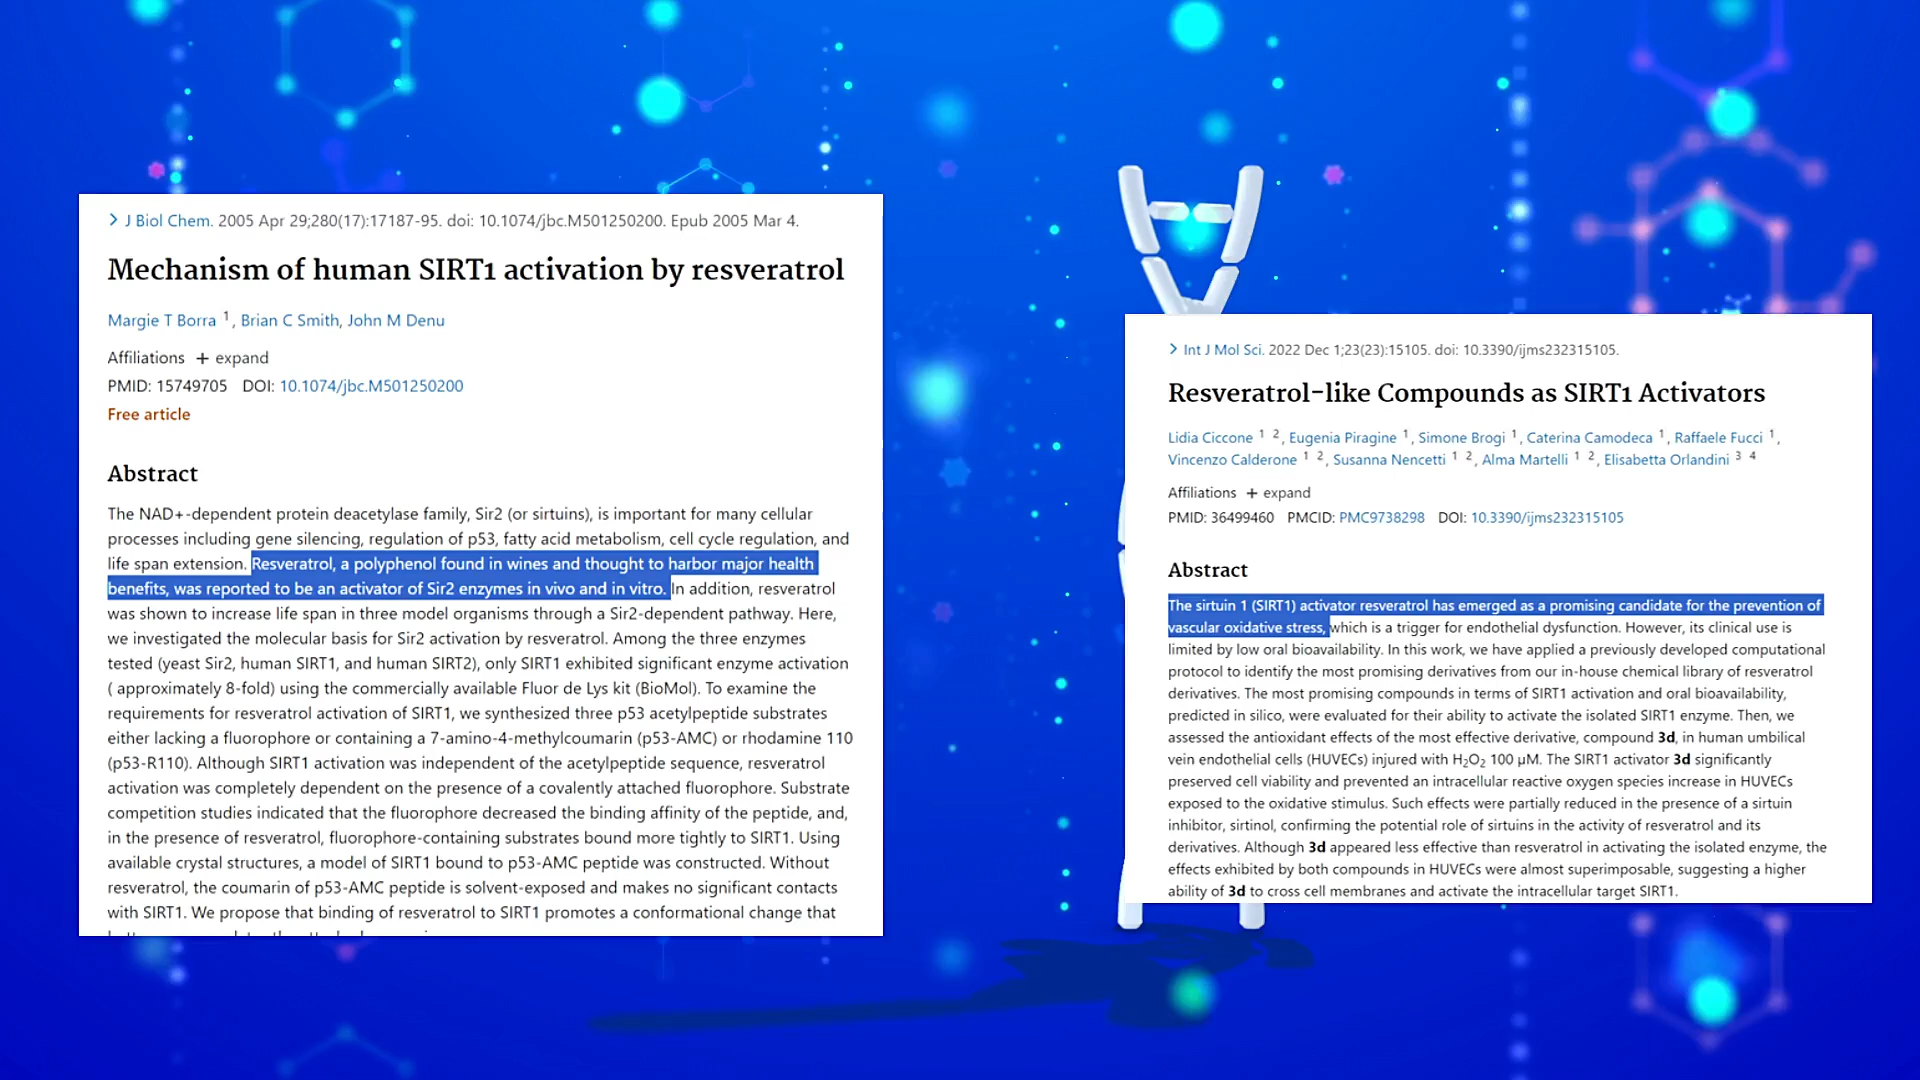 J Biol Chem. 2005 Apr 29;280(17):17187-95. doi: 10.1074/jbc.M501250200. Epub 2005 Mar 4.
Mechanism of human SIRT1 activation by resveratrol
Margie T Borra 1, Brian C Smith, John M Denu
Affiliations + expand
PMID: 15749705 DOI: 10.1074/jbc.M501250200
Free article
Abstract
The NAD+-dependent protein deacetylase family, Sir2 (or sirtuins), is important for many cellular
processes including gene silencing, regulation of p53, fatty acid metabolism, cell cycle regulation, and
life span extension. Resveratrol, a polyphenol found in wines and thought to harbor major health
benefits, was reported to be an activator of Sir2 enzymes in vivo and in vitro. In addition, resveratrol
was shown to increase life span in three model organisms through a Sir2-dependent pathway. Here,
we investigated the molecular basis for Sir2 activation by resveratrol. Among the three enzymes
tested (yeast Sir2, human SIRT1, and human SIRT2), only SIRT1 exhibited significant enzyme activation
( approximately 8-fold) using the commercially available Fluor de Lys kit (BioMol). To examine the
requirements for resveratrol activation of SIRT1, we synthesized three p53 acetylpeptide substrates
either lacking a fluorophore or containing a 7-amino-4-methylcoumarin (p53-AMC) or rhodamine 110
(p53-R110). Although SIRT1 activation was independent of the acetylpeptide sequence, resveratrol
activation was completely dependent on the presence of a covalently attached fluorophore. Substrate
competition studies indicated that the fluorophore decreased the binding affinity of the peptide, and,
in the presence of resveratrol, fluorophore-containing substrates bound more tightly to SIRT1. Using
available crystal structures, a model of SIRT1 bound to p53-AMC peptide was constructed. Without
resveratrol, the coumarin of p53-AMC peptide is solvent-exposed and makes no significant contacts
with SIRT1. We propose that binding of resveratrol to SIRT1 promotes a conformational change that
Int J Mol Sci. 2022 Dec 1;23(23):15105. doi: 10.3390/ijms232315105.
Resveratrol-like Compounds as SIRT1 Activators
Lidia Ciccone 1 2, Eugenia Piragine 1, Simone Brogi 1, Caterina Camodeca 1, Raffaele Fucci 1,
Vincenzo Calderone 1 2, Susanna Nencetti 1 2, Alma Martelli 1 2, Elisabetta Orlandini 3 4
Affiliations + expand
PMID: 36499460 PMCID: PMC9738298 DOI: 10.3390/ijms232315105
Abstract
The sirtuin 1 (SIRT1) activator resveratrol has emerged as a promising candidate for the prevention of
vascular oxidative stress, which is a trigger for endothelial dysfunction. However, its clinical use is
limited by low oral bioavailability. In this work, we have applied a previously developed computational
protocol to identify the most promising derivatives from our in-house chemical library of resveratrol
derivatives. The most promising compounds in terms of SIRT1 activation and oral bioavailability,
predicted in silico, were evaluated for their ability to activate the isolated SIRT1 enzyme. Then, we
assessed the antioxidant effects of the most effective derivative, compound 3d, in human umbilical
vein endothelial cells (HUVECs) injured with H₂O₂ 100 µM. The SIRT1 activator 3d significantly
preserved cell viability and prevented an intracellular reactive oxygen species increase in HUVECs
exposed to the oxidative stimulus. Such effects were partially reduced in the presence of a sirtuin
inhibitor, sirtinol, confirming the potential role of sirtuins in the activity of resveratrol and its
derivatives. Although 3d appeared less effective than resveratrol in activating the isolated enzyme, the
effects exhibited by both compounds in HUVECs were almost superimposable, suggesting a higher
ability of 3d to cross cell membranes and activate the intracellular target SIRT1.